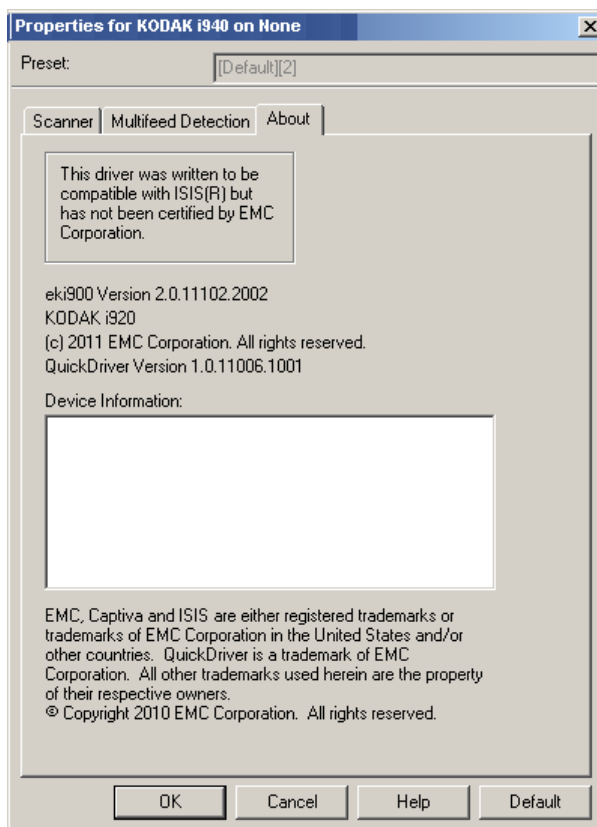 Properties for KODAK i940 on None
Preset:
[Default][2]
Scanner
Multifeed Detection
About
This driver was written to be
compatible with ISIS(R) but
has not been certified by EMC
Corporation.
eki900 Version 2.0.11102.2002
KODAK i920
(c) 2011 EMC Corporation. All rights reserved.
QuickDriver Version 1.0.11006.1001
Device Information:
EMC, Captiva and ISIS are either registered trademarks or
trademarks of EMC Corporation in the United States and/or
other countries.  QuickDriver is a trademark of EMC
Corporation.  All other trademarks used herein are the property
of their respective owners.
© Copyright 2010 EMC Corporation.  All rights reserved.
OK
Cancel
Help
Default